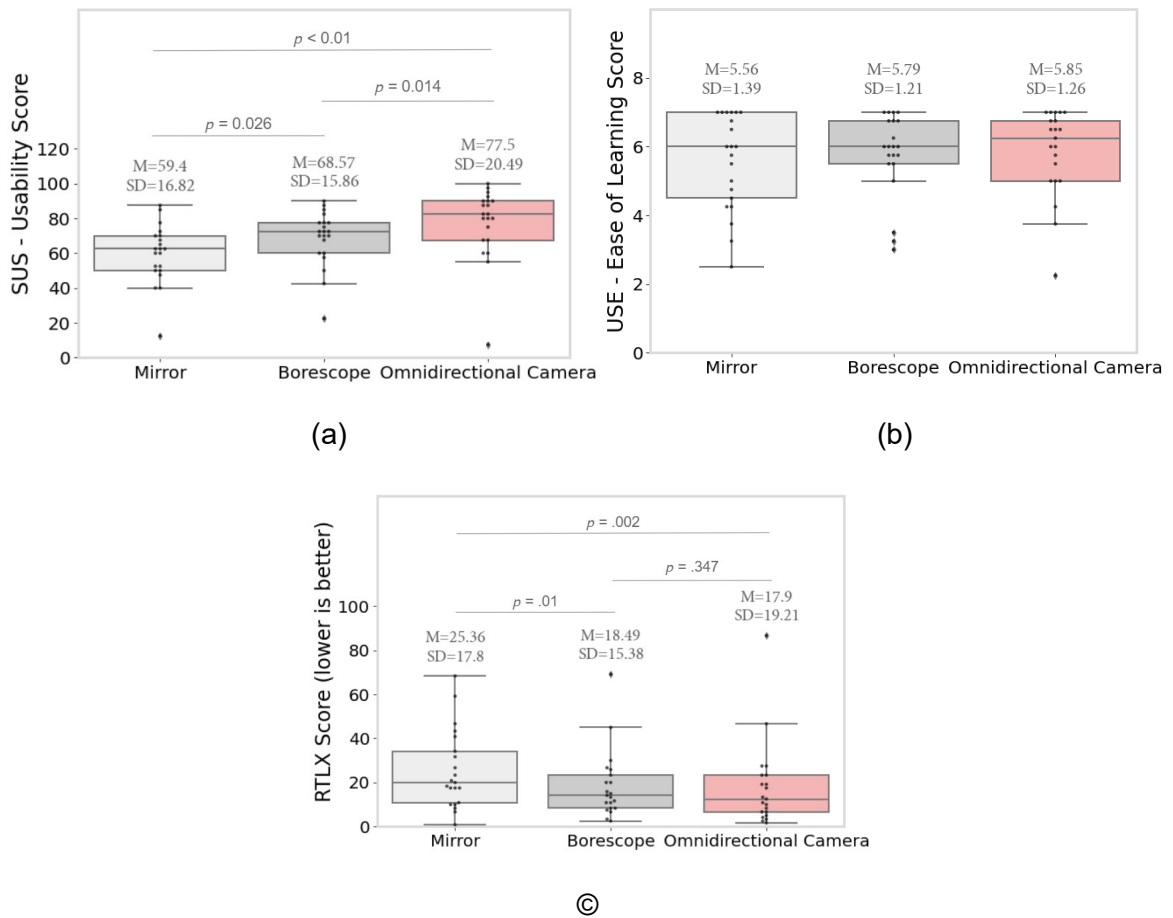 SUS - Usability Score
p < 0.01
p = 0.014
p = 0.026
M=59.4
SD=16.82
M=68.57
SD=15.86
M=77.5
SD=20.49
120
100
80
60
40
20
0
Mirror
Borescope
Omnidirectional Camera
(a)
USE - Ease of Learning Score
M=5.56
SD=1.39
M=5.79
SD=1.21
M=5.85
SD=1.26
8
6
4
2
0
Mirror
Borescope
Omnidirectional Camera
(b)
RTLX Score (lower is better)
p = .002
p = .347
p = .01
M=25.36
SD=17.8
M=18.49
SD=15.38
M=17.9
SD=19.21
100
80
60
40
20
0
Mirror
Borescope
Omnidirectional Camera
©